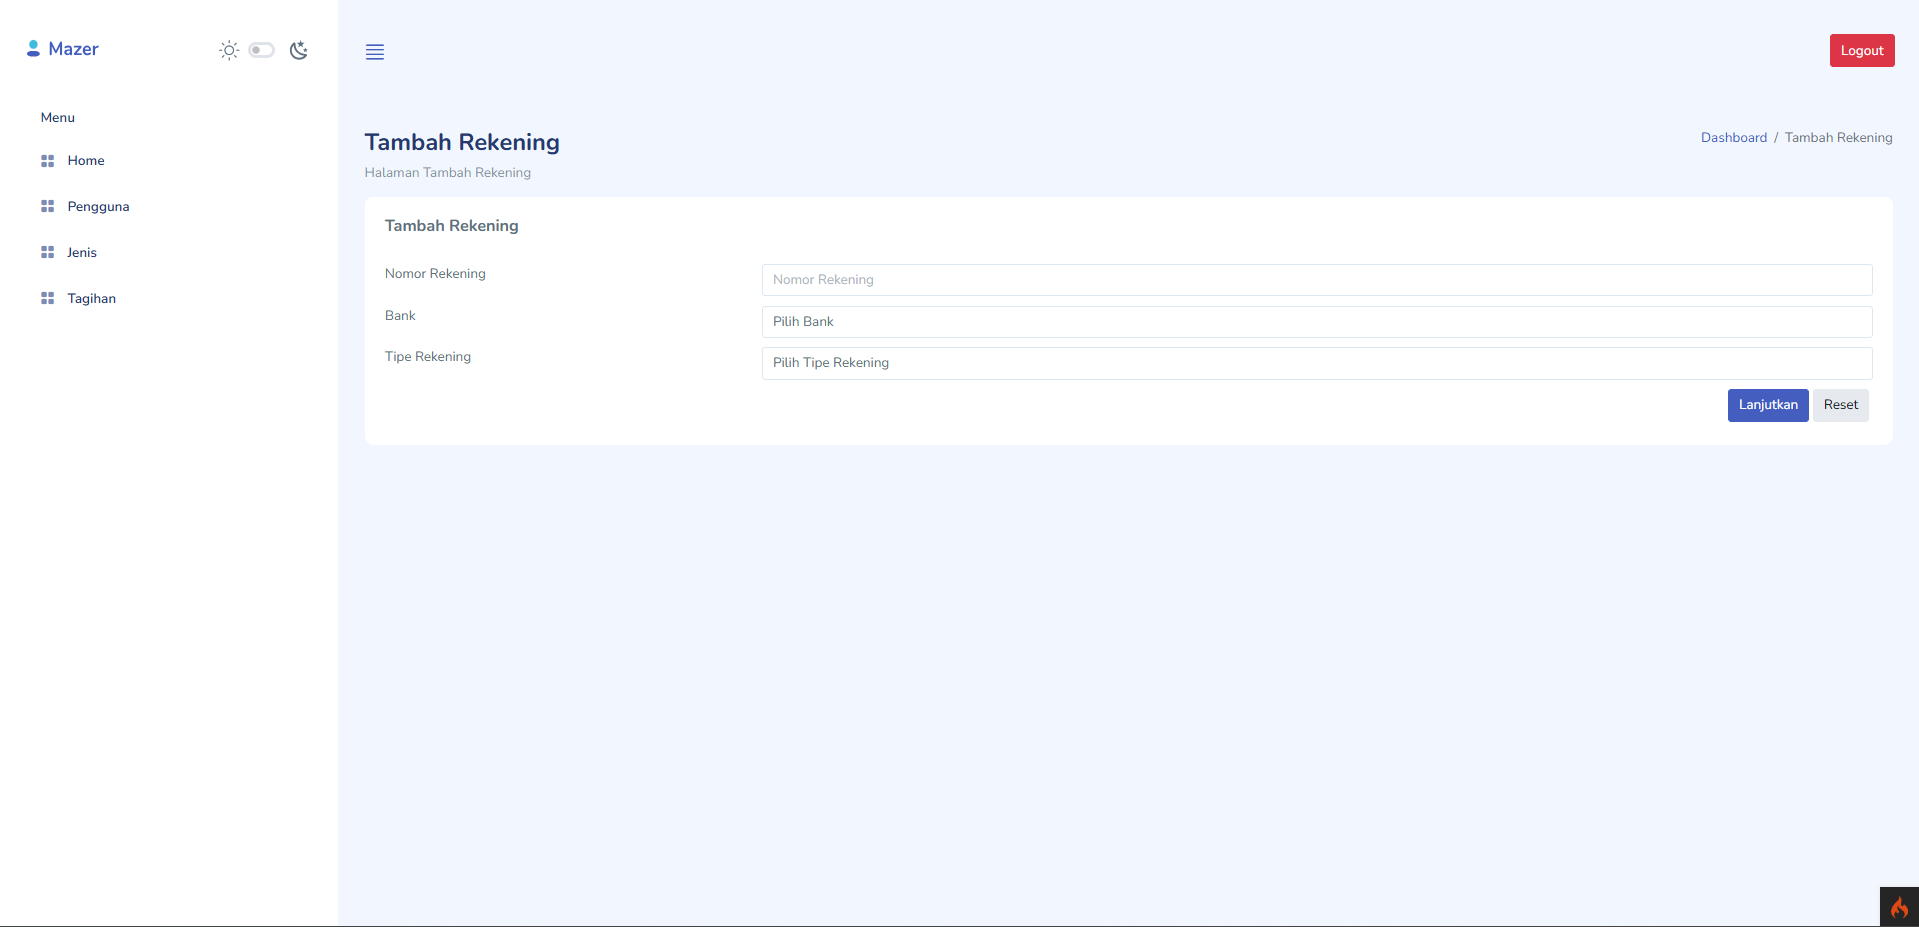 Mazer
Logout
Menu
Home
Pengguna
Jenis
Tagihan
Tambah Rekening
Halaman Tambah Rekening
Dashboard / Tambah Rekening
Tambah Rekening
Nomor Rekening
Nomor Rekening
Bank
Pilih Bank
Tipe Rekening
Pilih Tipe Rekening
Lanjutkan
Reset